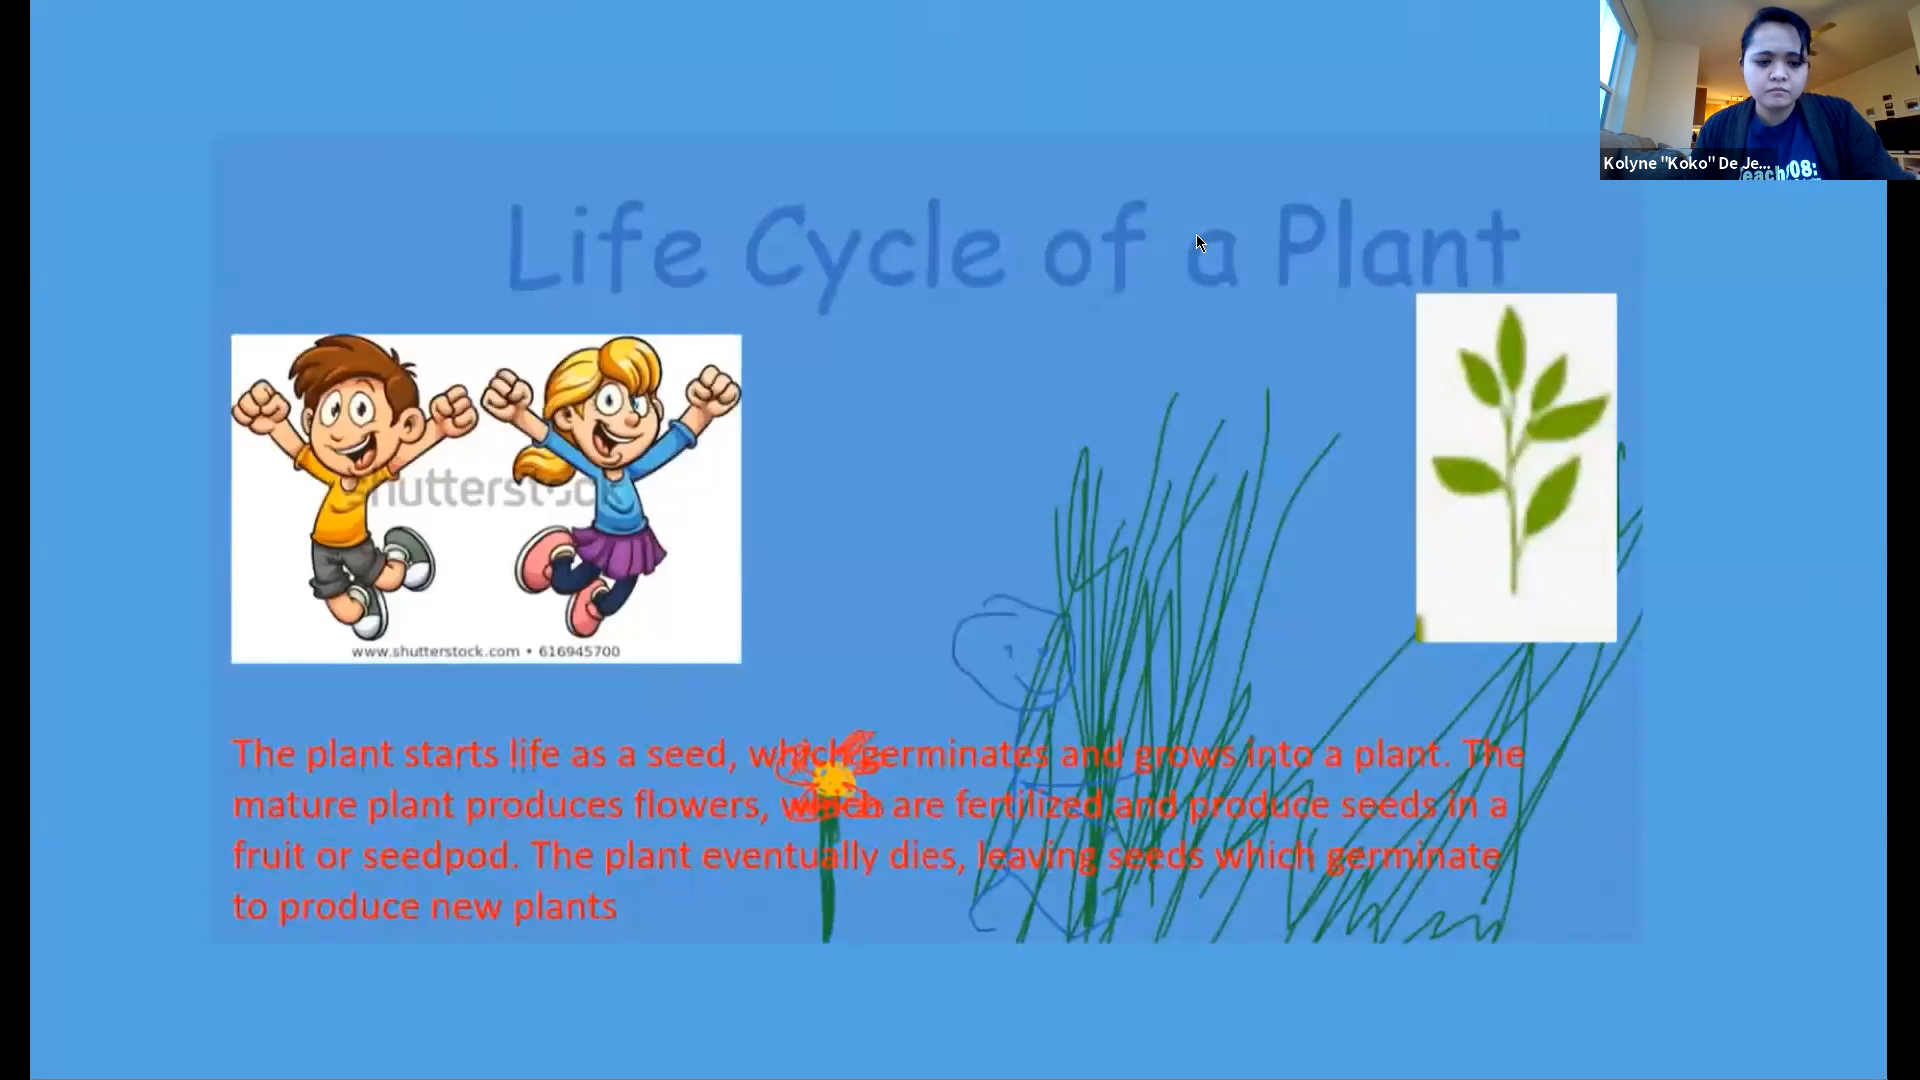 Kolyne "Koko" De Je...
each 08:
Life Cycle of a Plant
shutterstock
www.shutterstock.com • 616945700
The plant starts life as a seed, which germinates and grows into a plant. The
mature plant produces flowers, which are fertilized and produce seeds in a
fruit or seedpod. The plant eventually dies, leaving seeds which germinate
to produce new plants